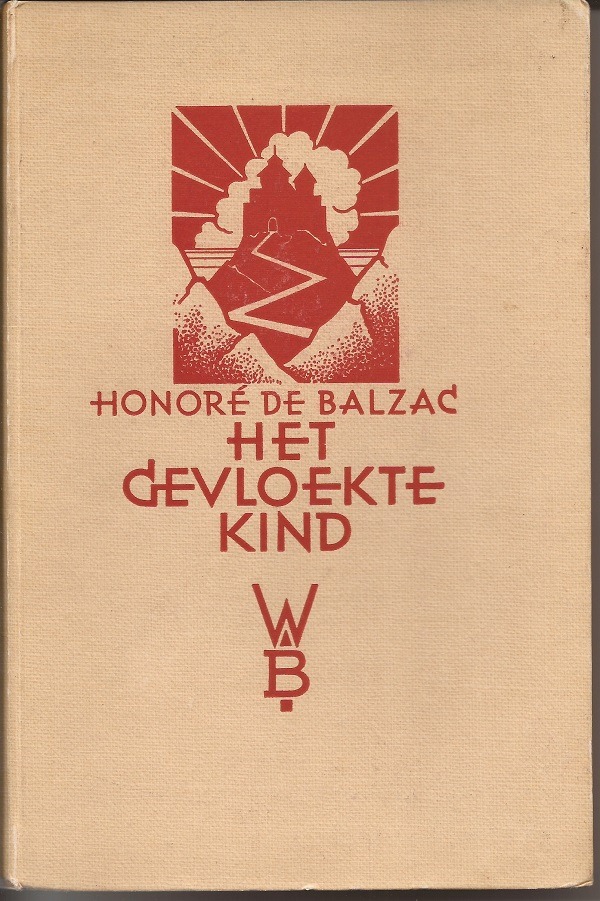 HONORÉ DE BALZAC
HET
GEVLOEKTE
KIND
W
B